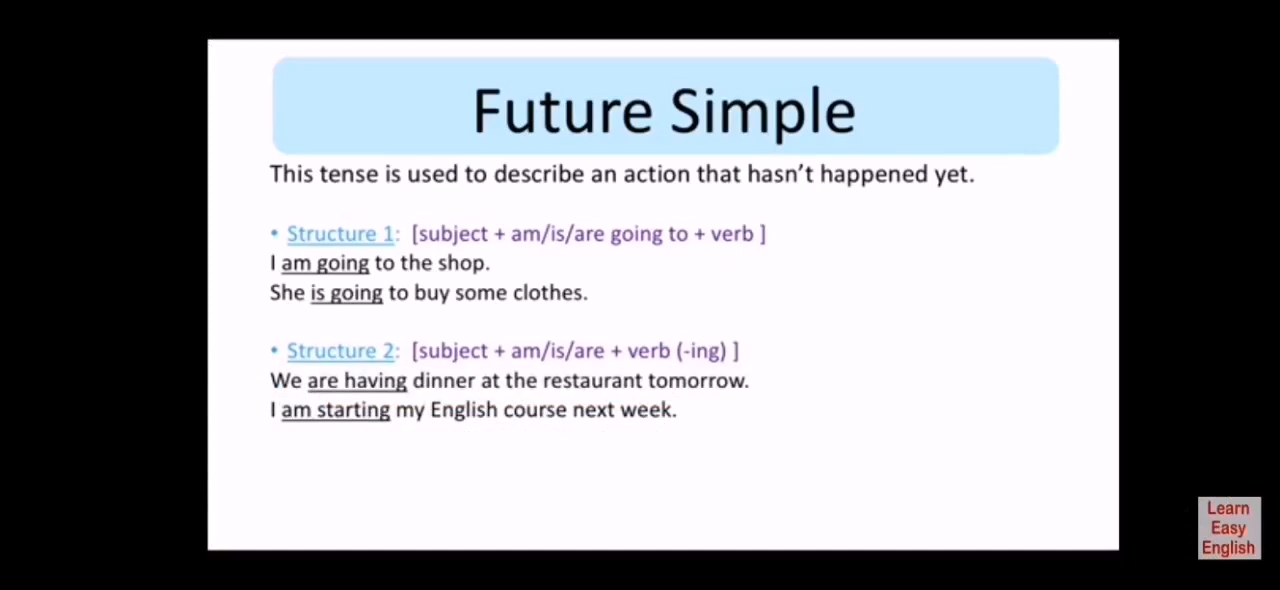 Future Simple
This tense is used to describe an action that hasn't happened yet.
• Structure 1: [subject + am/is/are going to + verb ]
I am going to the shop.
She is going to buy some clothes.
• Structure 2: [subject + am/is/are + verb (-ing) ]
We are having dinner at the restaurant tomorrow.
I am starting my English course next week.
Learn
Easy
English